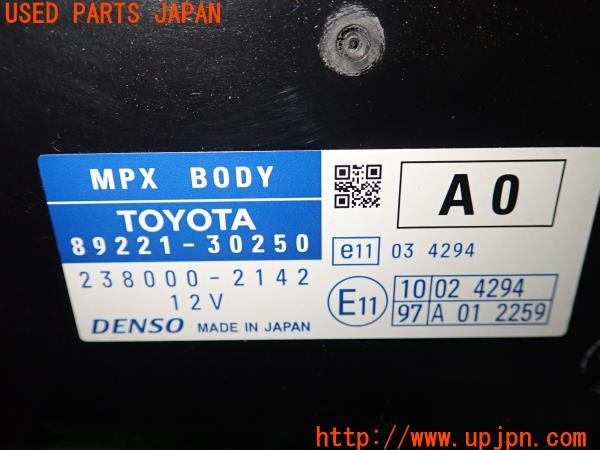 USED PARTS JAPAN
MPX BODY
TOYOTA
89221-30250
238000-2142
12V
DENSO MADE IN JAPAN
A0
e11 03 4294
E11
10 02 4294
97 A 01 2259
http://www.upjpn.com